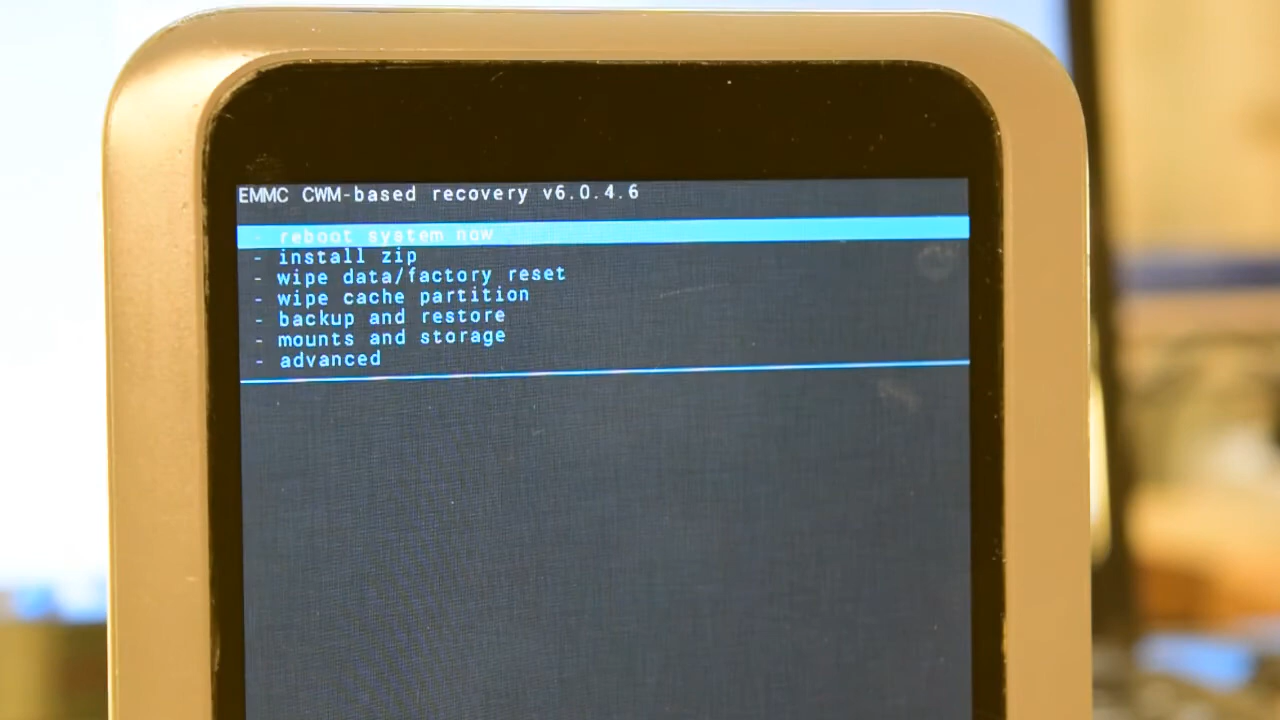 EMMC CWM-based recovery v6.0.4.6
- reboot system now
- install zip
- wipe data/factory reset
- wipe cache partition
- backup and restore
- mounts and storage
- advanced